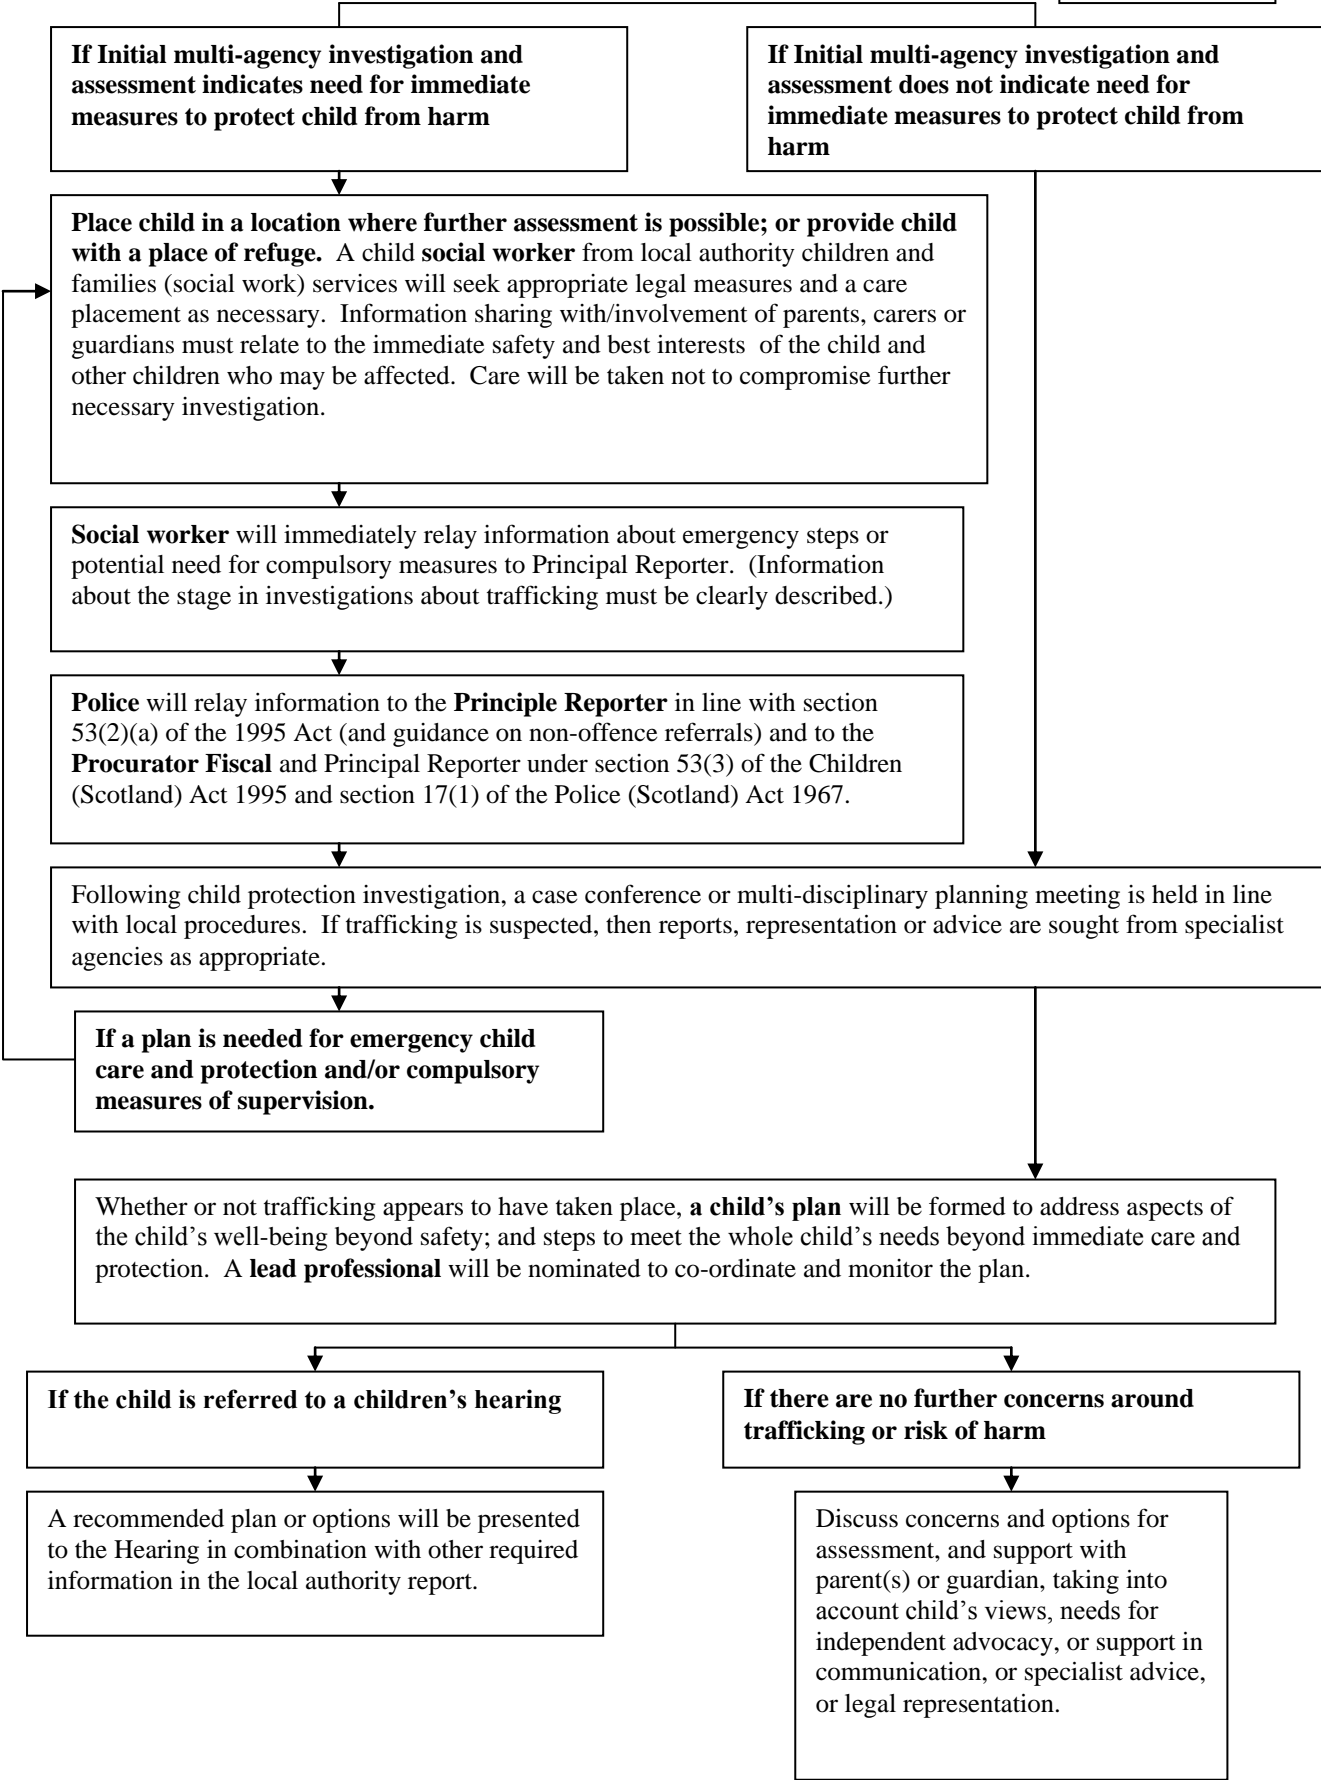 If Initial multi-agency investigation and
assessment indicates need for immediate
measures to protect child from harm
If Initial multi-agency investigation and
assessment does not indicate need for
immediate measures to protect child from
harm
Place child in a location where further assessment is possible; or provide child
with a place of refuge. A child social worker from local authority children and
families (social work) services will seek appropriate legal measures and a care
placement as necessary. Information sharing with/involvement of parents, carers or
guardians must relate to the immediate safety and best interests of the child and
other children who may be affected. Care will be taken not to compromise further
necessary investigation.
Social worker will immediately relay information about emergency steps or
potential need for compulsory measures to Principal Reporter. (Information
about the stage in investigations about trafficking must be clearly described.)
Police will relay information to the Principle Reporter in line with section
53(2)(a) of the 1995 Act (and guidance on non-offence referrals) and to the
Procurator Fiscal and Principal Reporter under section 53(3) of the Children
(Scotland) Act 1995 and section 17(1) of the Police (Scotland) Act 1967.
Following child protection investigation, a case conference or multi-disciplinary planning meeting is held in line
with local procedures. If trafficking is suspected, then reports, representation or advice are sought from specialist
agencies as appropriate.
If a plan is needed for emergency child
care and protection and/or compulsory
measures of supervision.
Whether or not trafficking appears to have taken place, a child’s plan will be formed to address aspects of
the child’s well-being beyond safety; and steps to meet the whole child’s needs beyond immediate care and
protection. A lead professional will be nominated to co-ordinate and monitor the plan.
If the child is referred to a children’s hearing
If there are no further concerns around
trafficking or risk of harm
A recommended plan or options will be presented
to the Hearing in combination with other required
information in the local authority report.
Discuss concerns and options for
assessment, and support with
parent(s) or guardian, taking into
account child’s views, needs for
independent advocacy, or support in
communication, or specialist advice,
or legal representation.